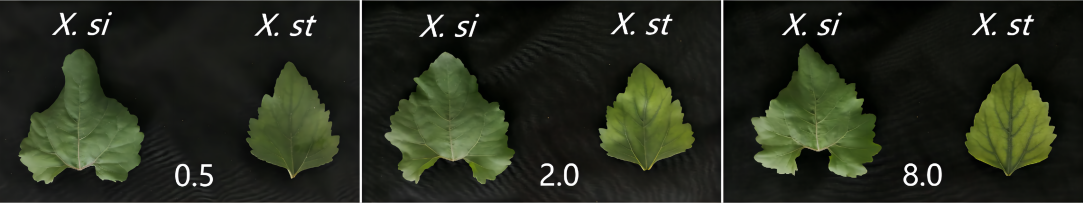 X. si X. st
0.5
X. si X. st
2.0
X. si X. st
8.0